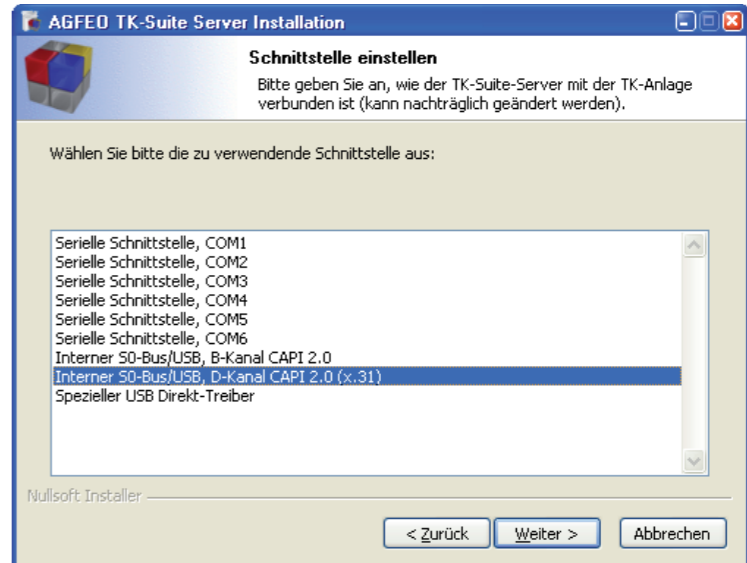 AGFEO TK-Suite Server Installation
Schnittstelle einstellen
Bitte geben Sie an, wie der TK-Suite-Server mit der TK-Anlage
verbunden ist (kann nachträglich geändert werden).
Wählen Sie bitte die zu verwendende Schnittstelle aus:
Serielle Schnittstelle, COM1
Serielle Schnittstelle, COM2
Serielle Schnittstelle, COM3
Serielle Schnittstelle, COM4
Serielle Schnittstelle, COM5
Serielle Schnittstelle, COM6
Interner S0-Bus/USB, B-Kanal CAPI 2.0
Interner S0-Bus/USB, D-Kanal CAPI 2.0 (x.31)
Spezieller USB Direkt-Treiber
Nullsoft Installer
< Zurück Weiter > Abbrechen